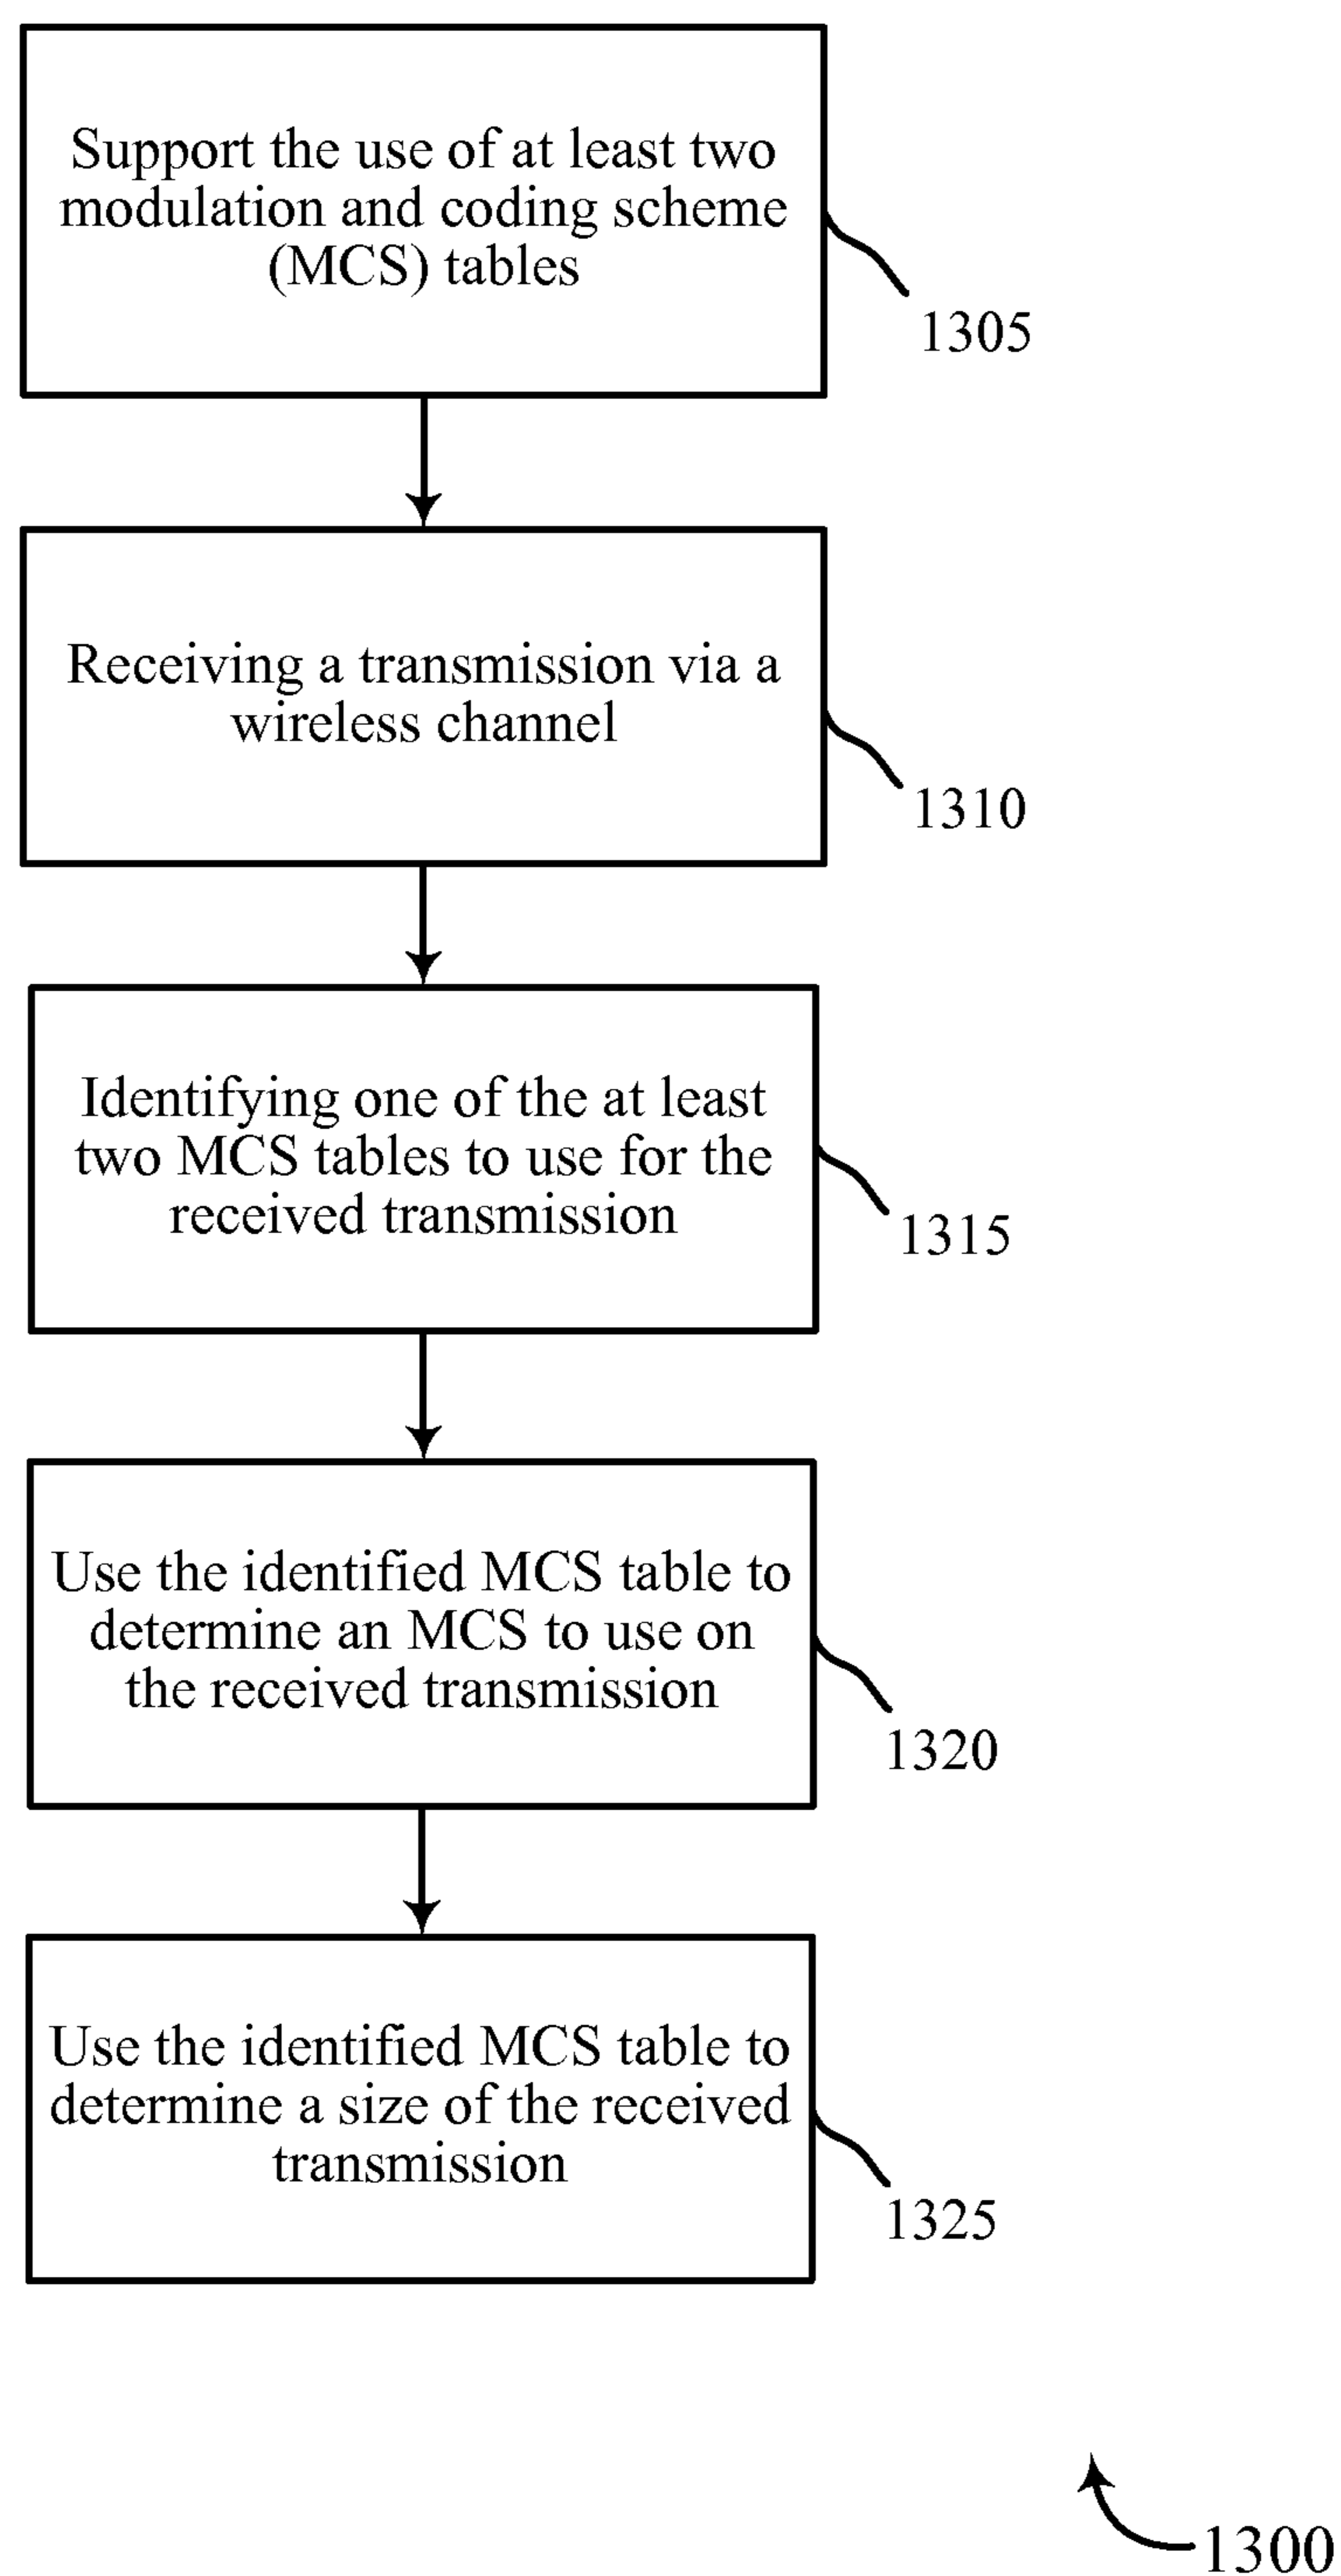 Support the use of at least two
modulation and coding scheme
(MCS) tables
1305
Receiving a transmission via a
wireless channel
1310
Identifying one of the at least
two MCS tables to use for the
received transmission
1315
Use the identified MCS table to
determine an MCS to use on
the received transmission
1320
Use the identified MCS table to
determine a size of the received
transmission
1325
1300